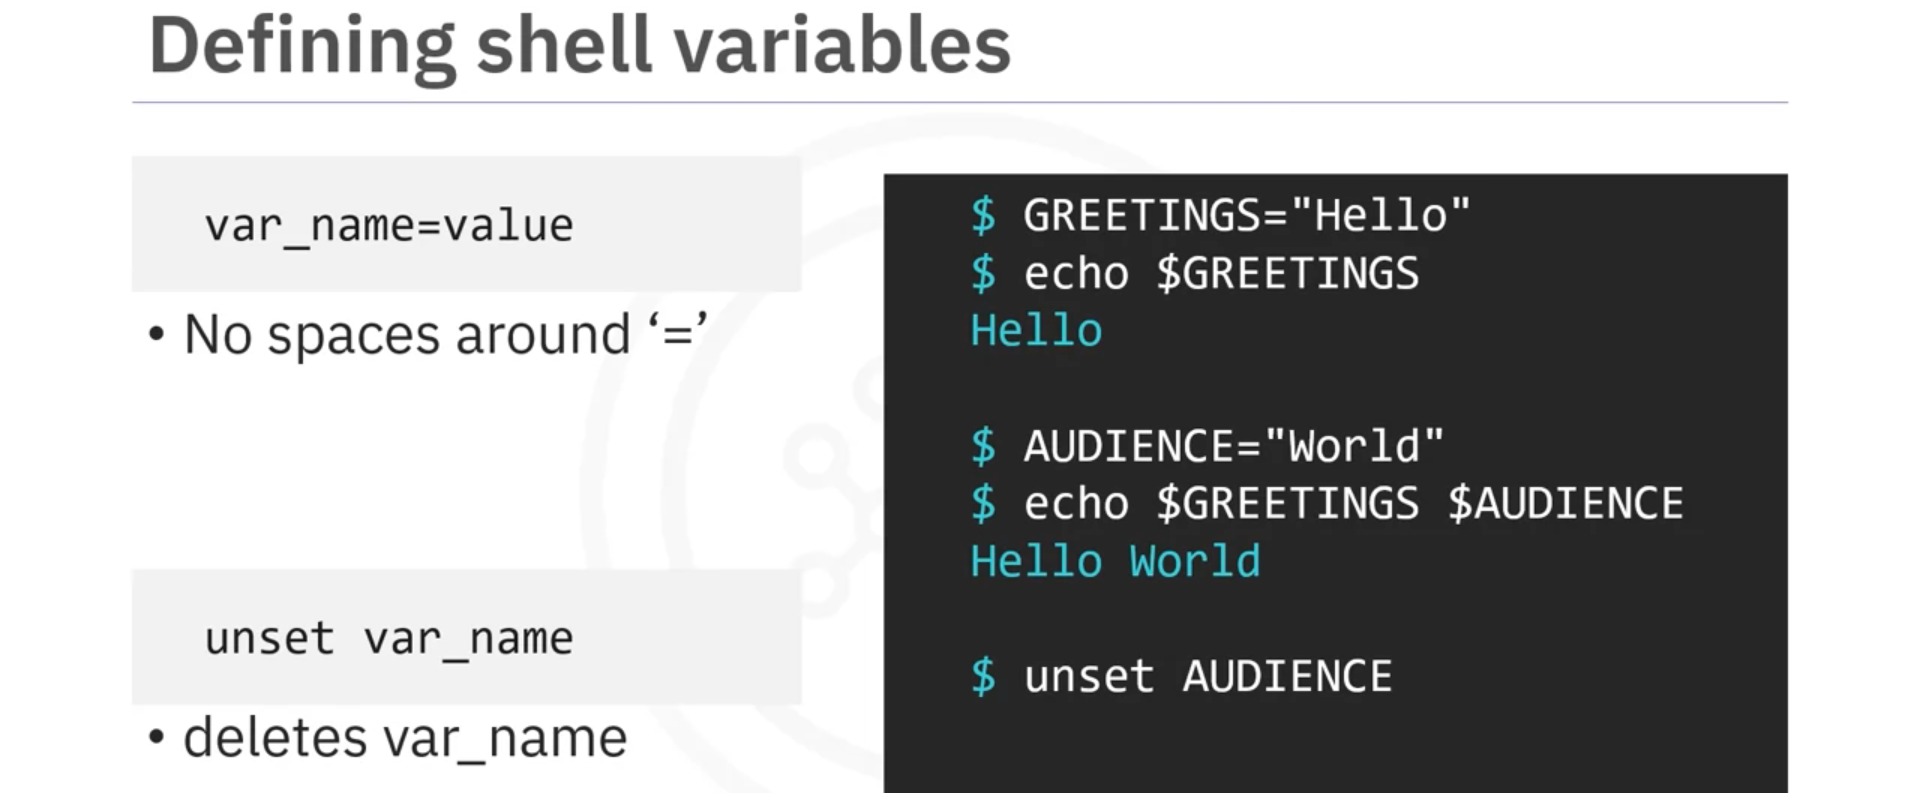 Defining shell variables
var_name=value
• No spaces around ‘=’
unset var_name
• deletes var_name
$ GREETINGS="Hello"
$ echo $GREETINGS
Hello
$ AUDIENCE="World"
$ echo $GREETINGS $AUDIENCE
Hello World
$ unset AUDIENCE